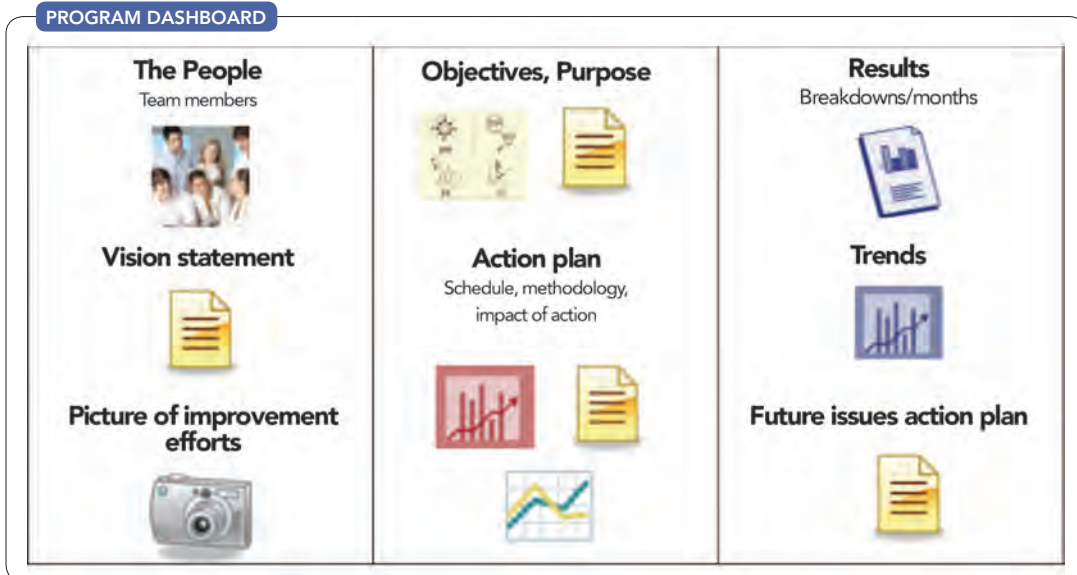 PROGRAM DASHBOARD
The People
Team members
Vision statement
Picture of improvement
efforts
Objectives, Purpose
Action plan
Schedule, methodology,
impact of action
Results
Breakdowns/months
Trends
Future issues action plan